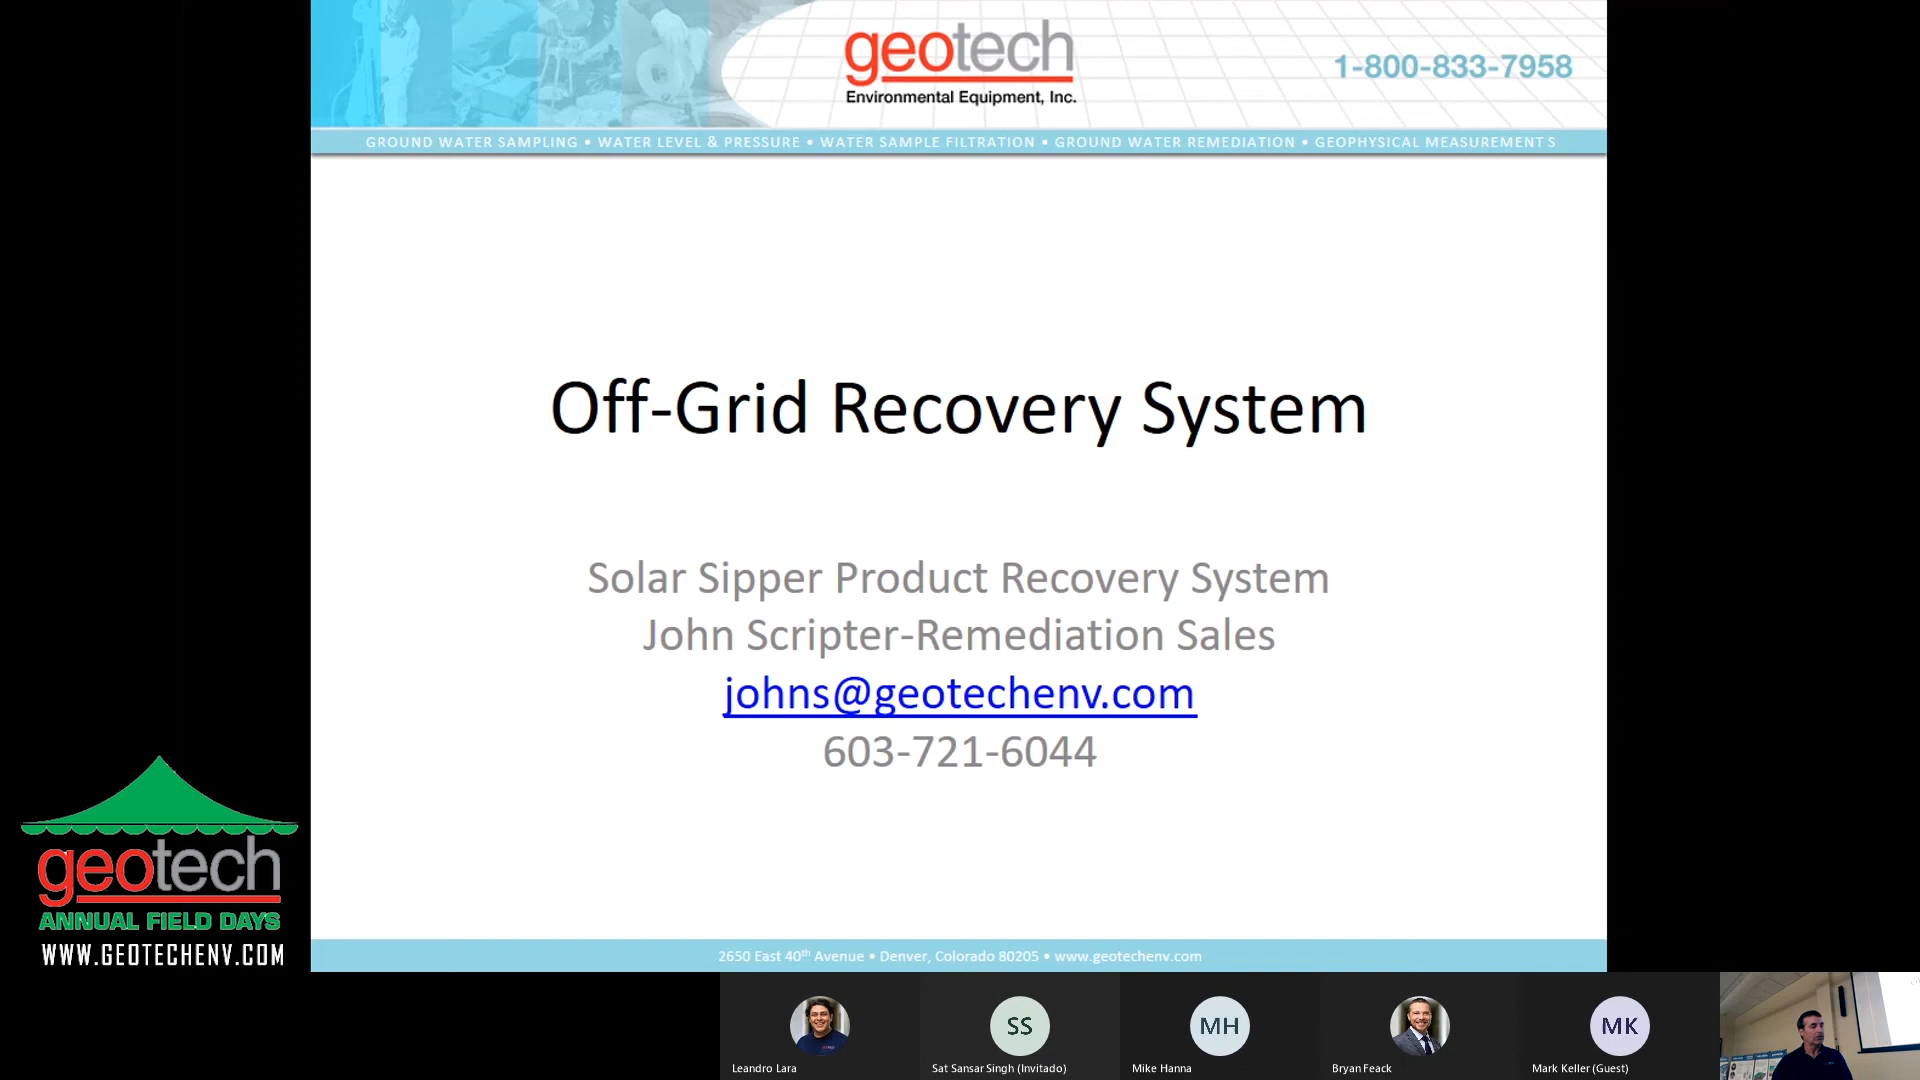 geotech
Environmental Equipment, Inc.
1-800-833-7958
GROUND WATER SAMPLING • WATER LEVEL & PRESSURE • WATER SAMPLE FILTRATION • GROUND WATER REMEDIATION • GEOPHYSICAL MEASUREMENTS
Off-Grid Recovery System
Solar Sipper Product Recovery System
John Scripter-Remediation Sales
johns@geotechenv.com
603-721-6044
geotech
ANNUAL FIELD DAYS
WWW.GEOTECHENV.COM
2650 East 40th Avenue • Denver, Colorado 80205 • www.geotechenv.com
SS
MH
MK
Leandro Lara
Sat Sansar Singh (Invitado)
Mike Hanna
Bryan Feack
Mark Keller (Guest)